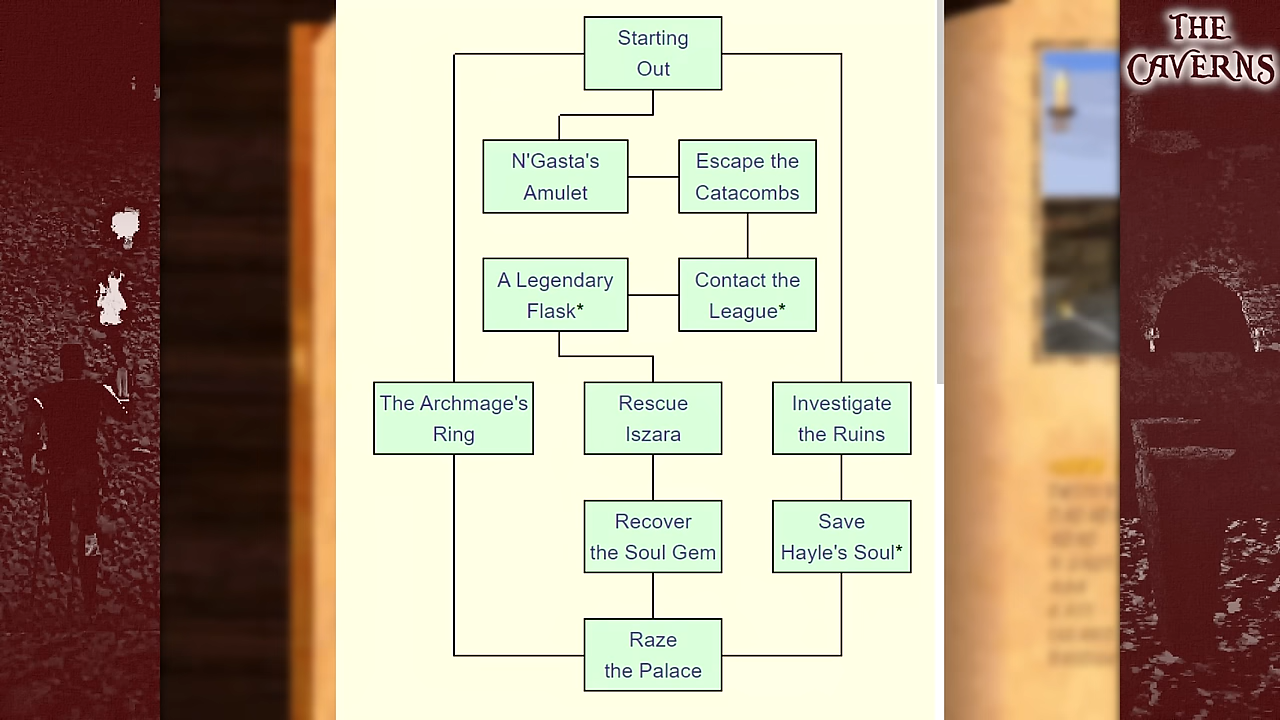 THE
CAVERNS
Starting
Out
N'Gasta's
Amulet
Escape the
Catacombs
A Legendary
Flask*
Contact the
League*
The Archmage's
Ring
Rescue
Iszara
Investigate
the Ruins
Recover
the Soul Gem
Save
Hayle's Soul*
Raze
the Palace